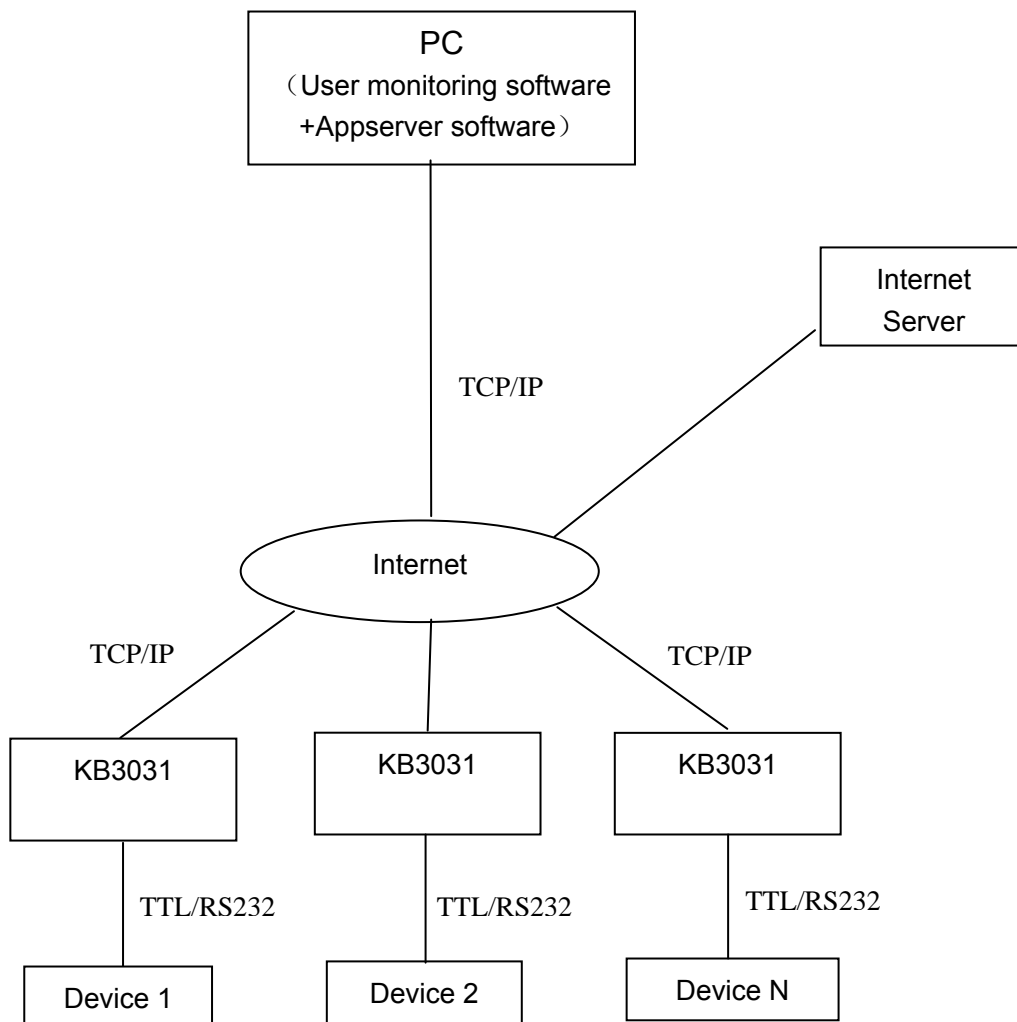 PC
（User monitoring software
+Appserver software）
Internet
Server
TCP/IP
Internet
TCP/IP
TCP/IP
KB3031
KB3031
KB3031
TTL/RS232
TTL/RS232
TTL/RS232
Device 1
Device 2
Device N